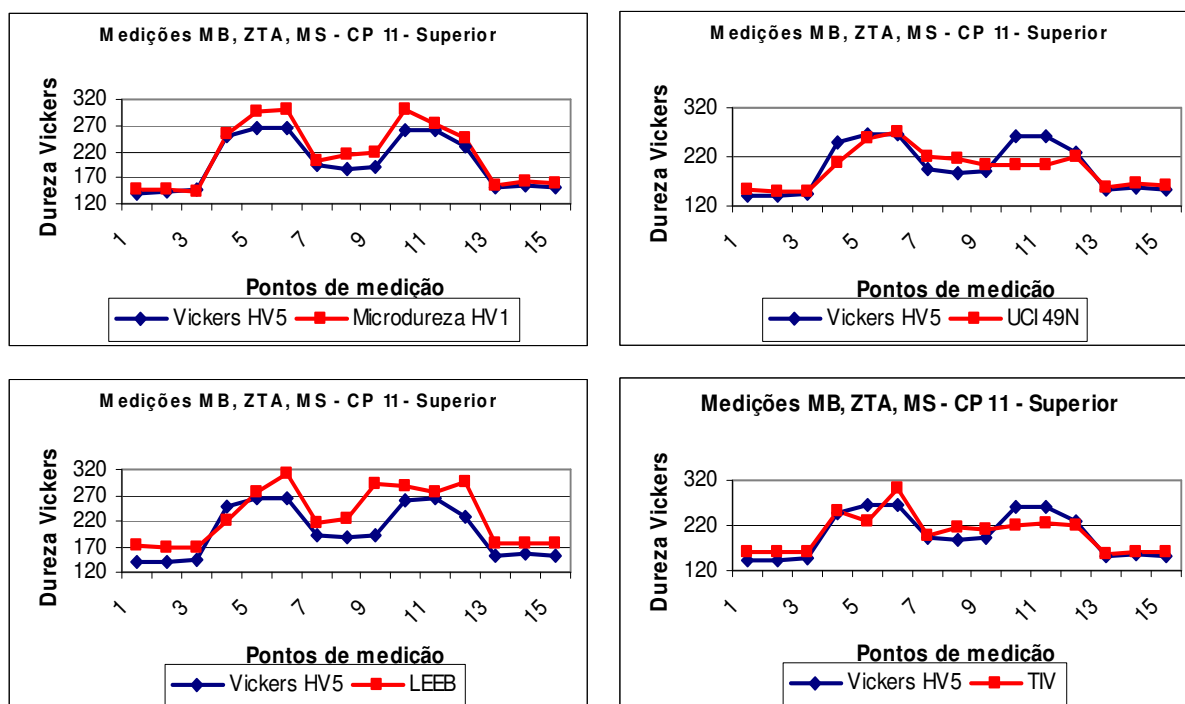 Medições MB, ZTA, MS - CP 11 - Superior
Dureza Vickers
320
270
220
170
120
1
3
5
7
9
11
13
15
Pontos de medição
Vickers HV5
Microdureza HV1
Medições MB, ZTA, MS - CP 11 - Superior
Dureza Vickers
320
220
120
1
3
5
7
9
11
13
15
Pontos de medição
Vickers HV5
UCI 49N
Medições MB, ZTA, MS - CP 11 - Superior
Dureza Vickers
320
270
220
170
120
1
3
5
7
9
11
13
15
Pontos de medição
Vickers HV5
LEEB
Medições MB, ZTA, MS - CP 11 - Superior
Dureza Vickers
320
220
120
1
3
5
7
9
11
13
15
Pontos de medição
Vickers HV5
TIV